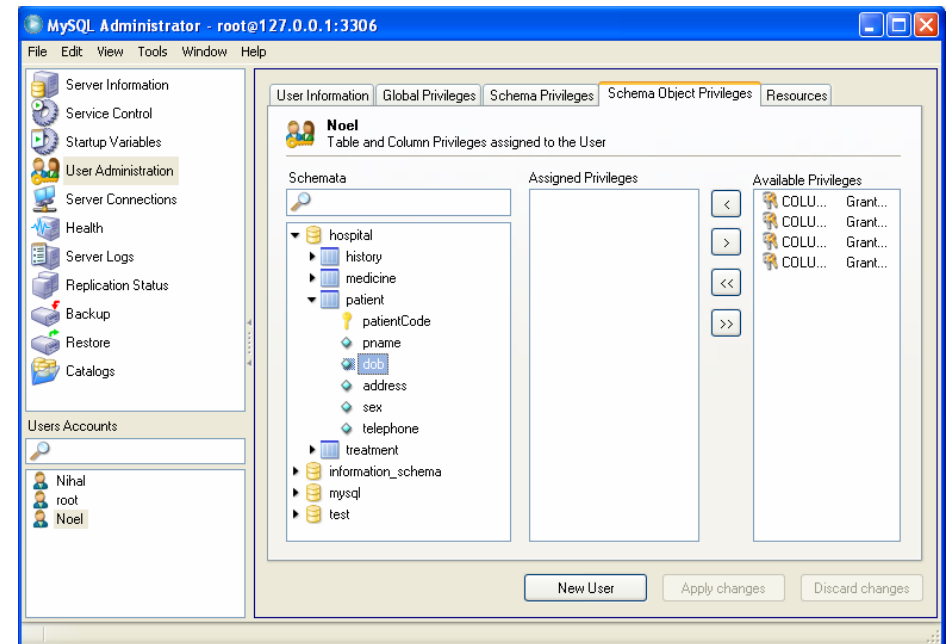 MySQL Administrator - root@127.0.0.1:3306
File Edit View Tools Window Help
Server Information
Service Control
Startup Variables
User Administration
Server Connections
Health
Server Logs
Replication Status
Backup
Restore
Catalogs
Users Accounts
Nihal
root
Noel
User Information Global Privileges Schema Privileges Schema Object Privileges Resources
Noel
Table and Column Privileges assigned to the User
Schemata
hospital
history
medicine
patient
patientCode
pname
dob
address
sex
telephone
treatment
information_schema
mysql
test
Assigned Privileges
<
>
<<
>>
Available Privileges
COLU... Grant...
COLU... Grant...
COLU... Grant...
COLU... Grant...
New User Apply changes Discard changes